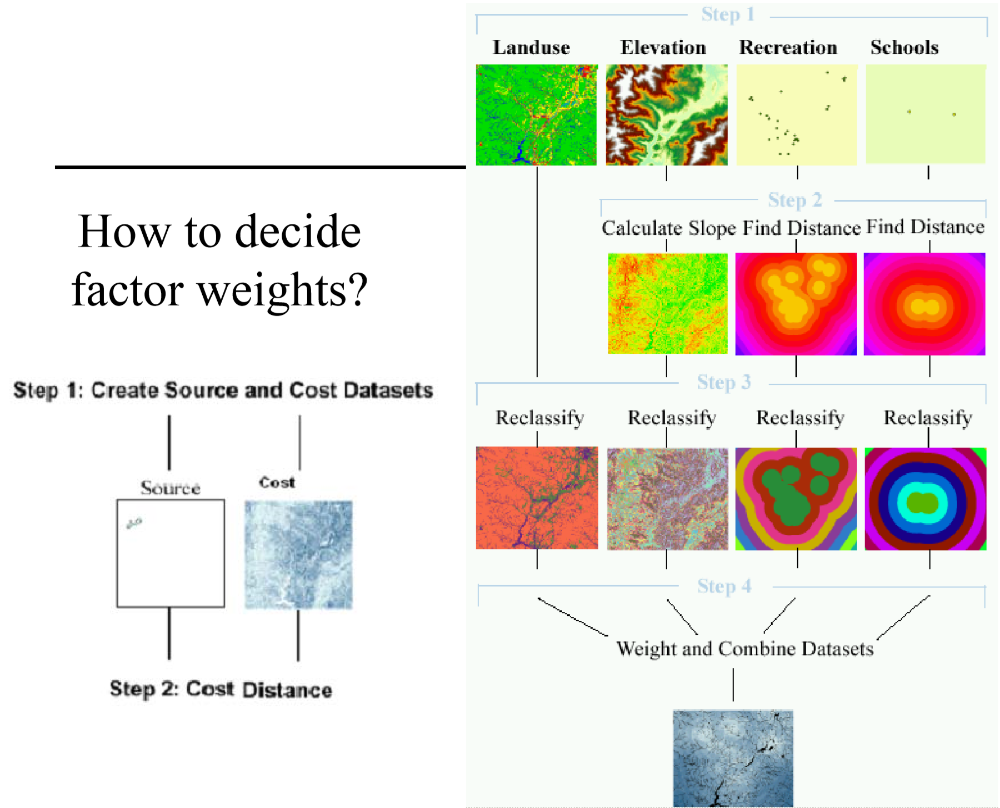 How to decide
factor weights?
Step 1: Create Source and Cost Datasets
Source
Cost
Step 2: Cost Distance
Step 1
Landuse
Elevation
Recreation
Schools
Step 2
Calculate Slope
Find Distance
Find Distance
Step 3
Reclassify
Reclassify
Reclassify
Reclassify
Step 4
Weight and Combine Datasets